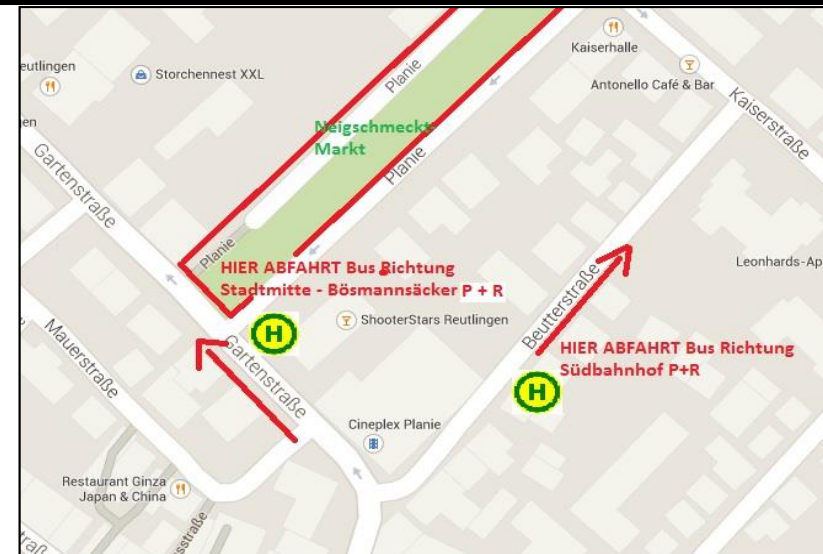 Kaiserhalle
eutlingen
Storchennest XXL
Planie
Antonello Café & Bar
Kaiserstraße
en
Neigschmeckt
Markt
Planie
Gartenstraße
Planie
HIER ABFAHRT Bus Richtung
Stadtmitte - Bösmannsäcker P + R
Leonhards-Ap
Beutterstraße
H
ShooterStars Reutlingen
Mauerstraße
Gartenstraße
HIER ABFAHRT Bus Richtung
Südbahnhof P+R
H
Cineplex Planie
Restaurant Ginza
Japan & China